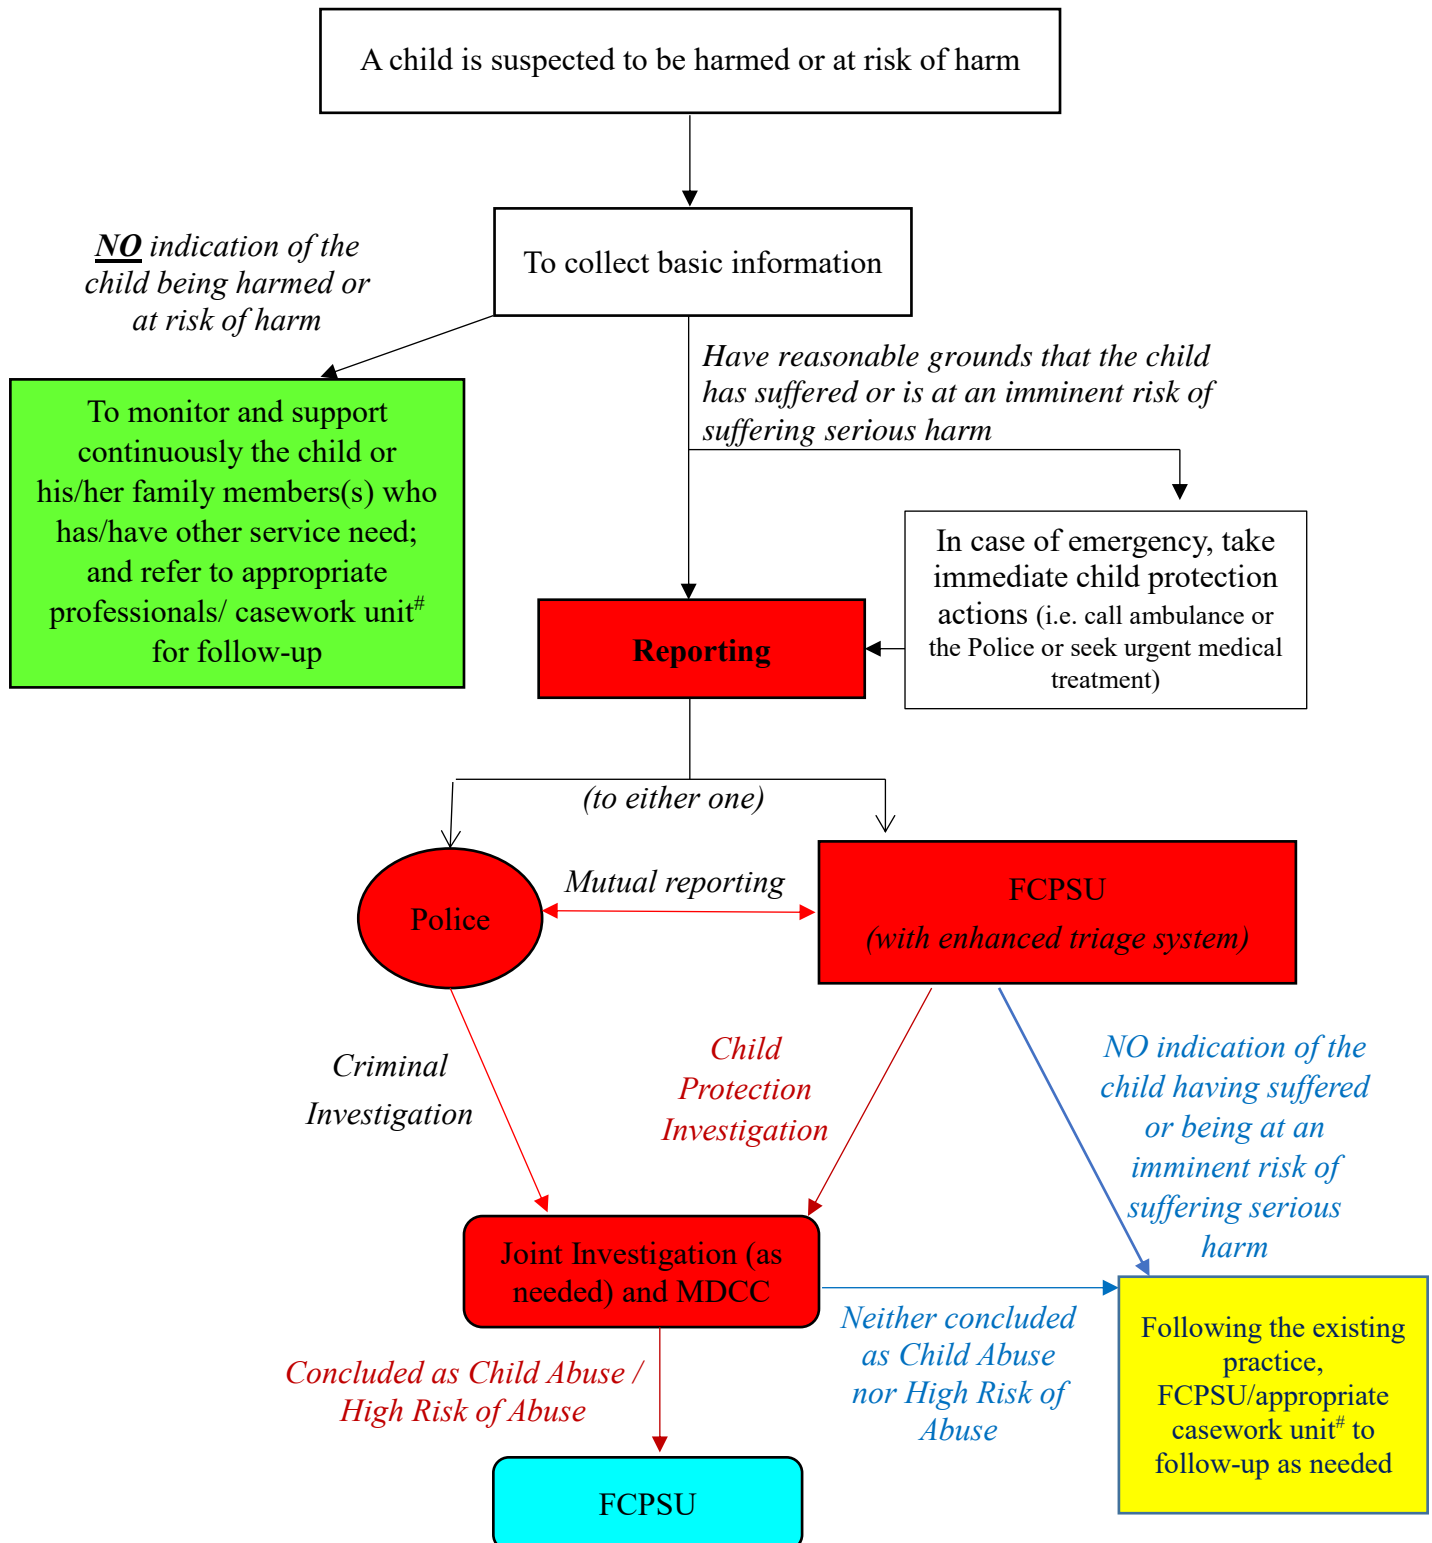 A child is suspected to be harmed or at risk of harm
To collect basic information
NO indication of the
child being harmed or
at risk of harm
Have reasonable grounds that the child
has suffered or is at an imminent risk of
suffering serious harm
To monitor and support
continuously the child or
his/her family members(s) who
has/have other service need;
and refer to appropriate
professionals/ casework unit#
for follow-up
In case of emergency, take
immediate child protection
actions (i.e. call ambulance or
the Police or seek urgent medical
treatment)
Reporting
(to either one)
Police
Mutual reporting
FCPSU
(with enhanced triage system)
Criminal
Investigation
Child
Protection
Investigation
NO indication of the
child having suffered
or being at an
imminent risk of
suffering serious
harm
Joint Investigation (as
needed) and MDCC
Neither concluded
as Child Abuse
nor High Risk of
Abuse
Following the existing
practice,
FCPSU/appropriate
casework unit# to
follow-up as needed
Concluded as Child Abuse /
High Risk of Abuse
FCPSU